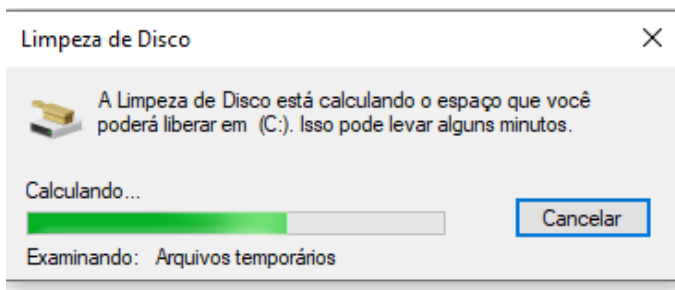 Limpeza de Disco
A Limpeza de Disco está calculando o espaço que você
poderá liberar em  (C:). Isso pode levar alguns minutos.
Calculando...
Cancelar
Examinando:   Arquivos temporários